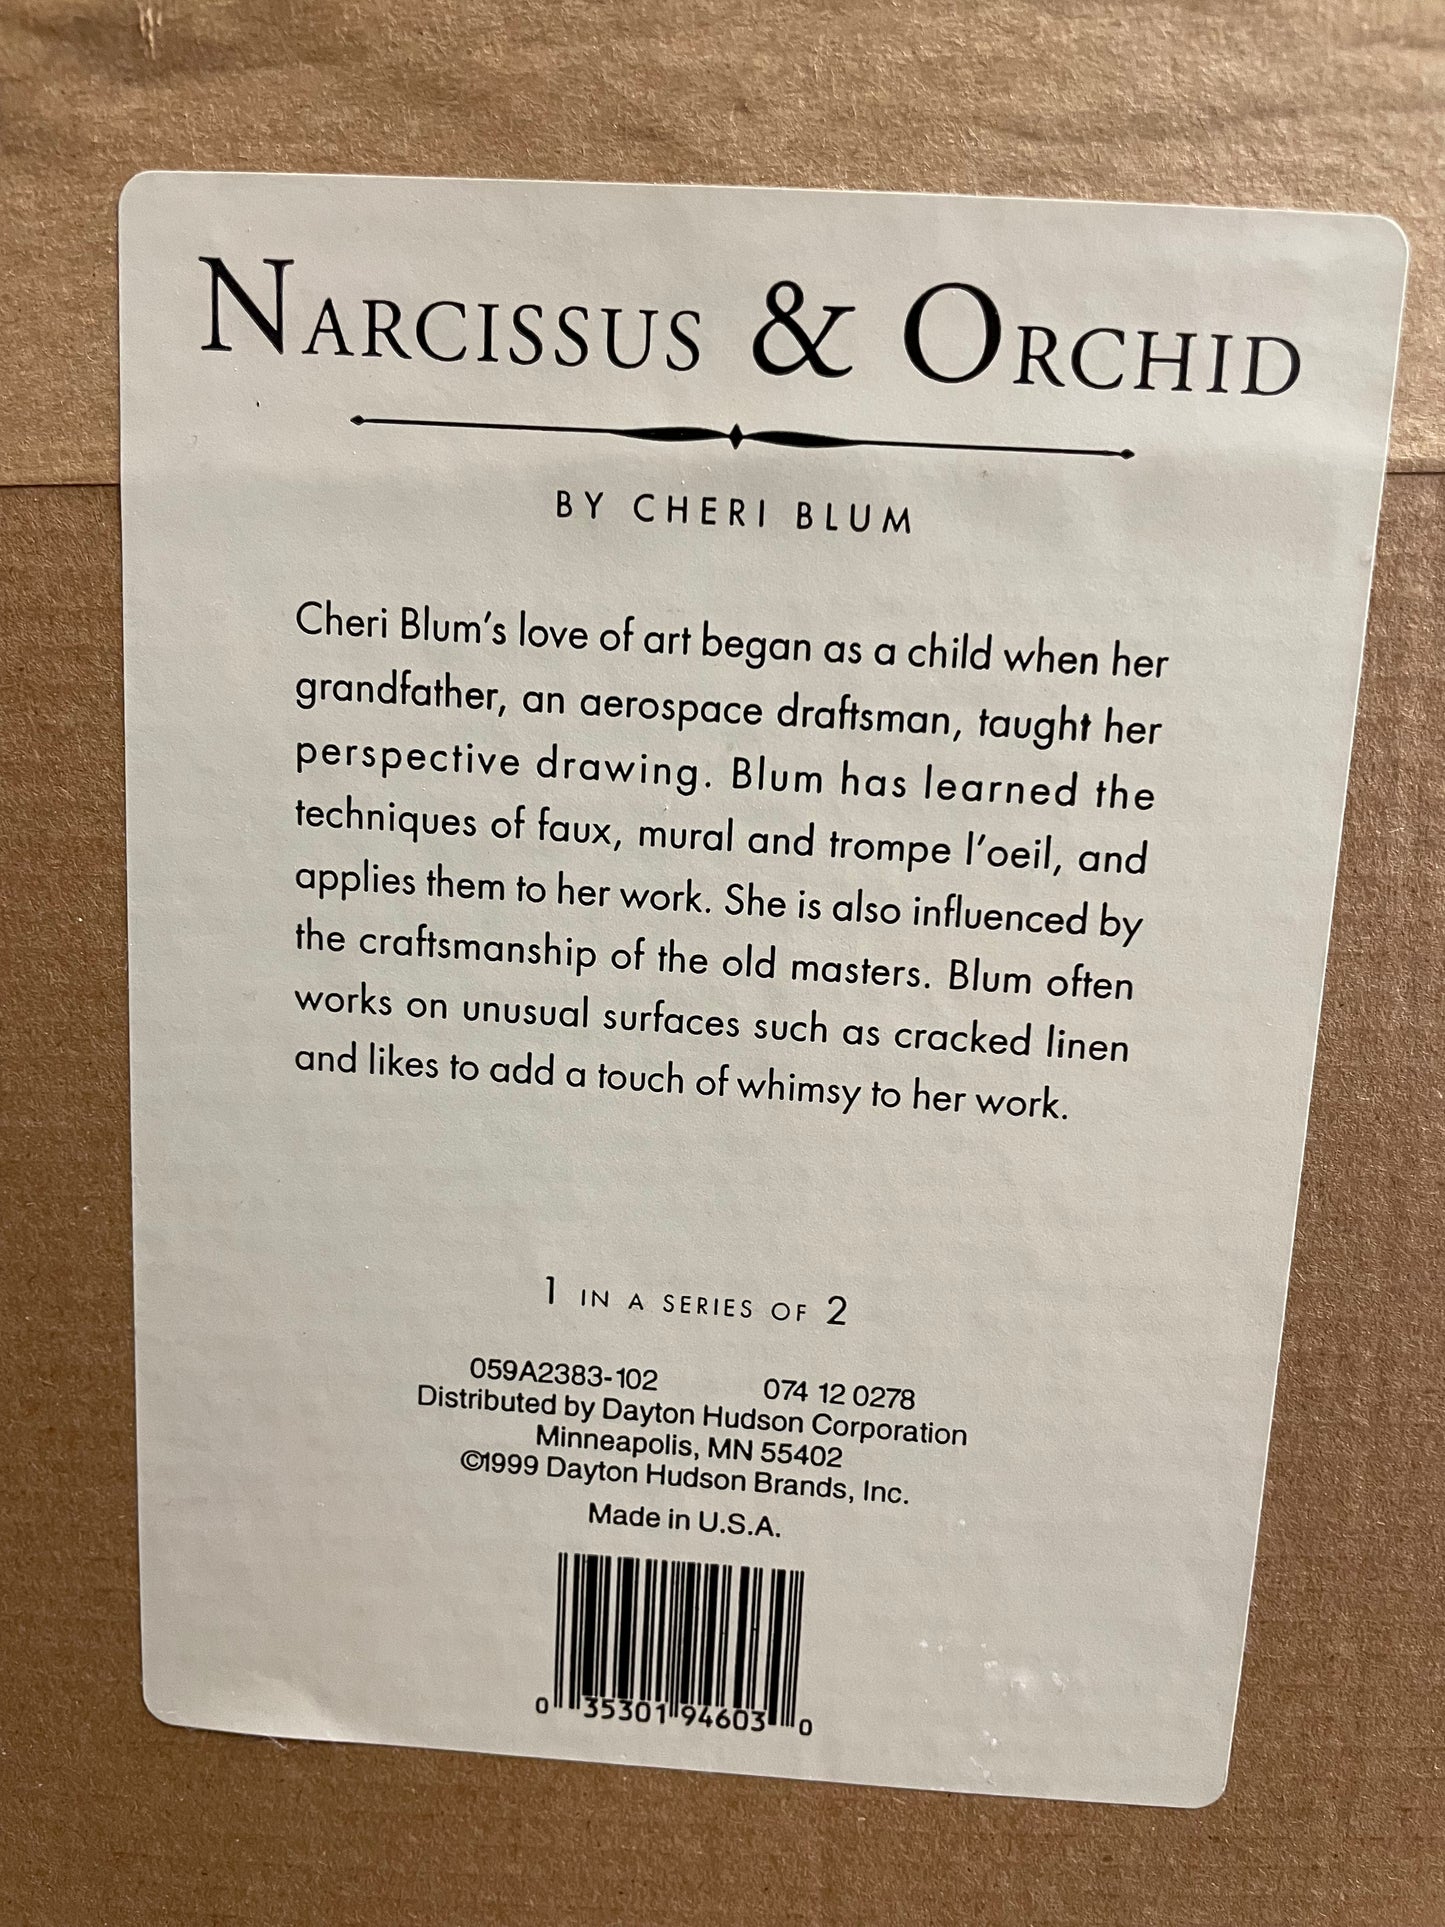 NARCISSUS & ORCHID
BY CHERI BLUM
Cheri Blum's love of art began as a child when her
grandfather, an aerospace draftsman, taught her
perspective drawing. Blum has learned the
techniques of faux, mural and trompe l'oeil, and
applies them to her work. She is also influenced by
the craftsmanship of the old masters. Blum often
works on unusual surfaces such as cracked linen
and likes to add a touch of whimsy to her work.
1 IN A SERIES OF 2
059A2383-102 074 12 0278
Distributed by Dayton Hudson Corporation
Minneapolis, MN 55402
©1999 Dayton Hudson Brands, Inc.
Made in U.S.A.
0 35301 94603 0